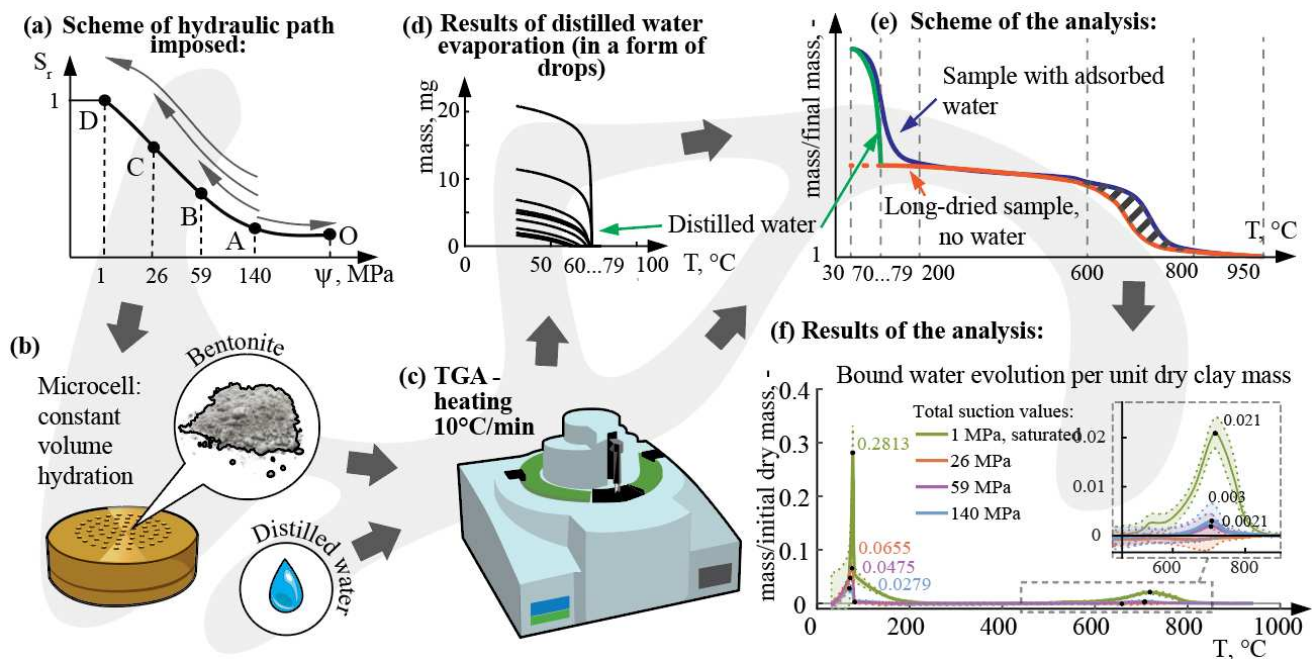 (a) Scheme of hydraulic path
imposed:
Sr
1
D
C
B
A
O
1 26 59 140 ψ, MPa
(b)
Microcell:
constant
volume
hydration
Bentonite
Distilled water
(c) TGA -
heating
10°C/min
(d) Results of distilled water
evaporation (in a form of
drops)
mass, mg
20
10
0
0 50 60...79 100
T, °C
Distilled water
(e) Scheme of the analysis:
mass/final mass, -
Sample with adsorbed
water
Long-dried sample,
no water
1
T, °C
30 70...79 200 600 800 950
(f) Results of the analysis:
Bound water evolution per unit dry clay mass
mass/initial dry mass, -
0.4
0.3
0.2
0.1
0
Total suction values:
1 MPa, saturated
26 MPa
59 MPa
140 MPa
0.2813
0.0655
0.0475
0.0279
0.02
0.01
0
0.021
0.003
0.0021
600 800
0 200 400 600 800 1000
T, °C